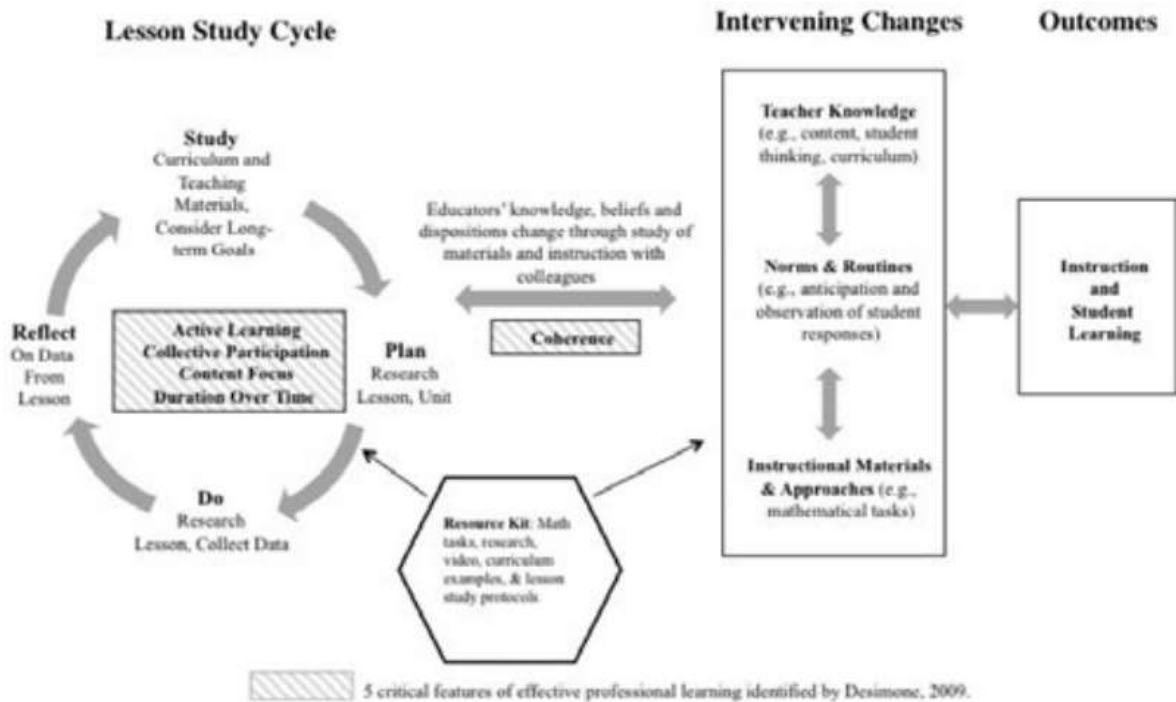 Lesson Study Cycle
Intervening Changes
Outcomes
Study
Curriculum and
Teaching
Materials,
Consider Long-
term Goals
Reflect
On Data
From
Lesson
Active Learning
Collective Participation
Content Focus
Duration Over Time
Plan
Research
Lesson, Unit
Do
Research
Lesson, Collect Data
Educators' knowledge, beliefs and
dispositions change through study of
materials and instruction with
colleagues
Coherence
Resource Kit: Math
tasks, research,
video, curriculum
examples, & lesson
study protocols
Teacher Knowledge
(e.g., content, student
thinking, curriculum)
Norms & Routines
(e.g., anticipation and
observation of student
responses)
Instructional Materials
& Approaches (e.g.,
mathematical tasks)
Instruction
and
Student
Learning
5 critical features of effective professional learning identified by Desimone, 2009.